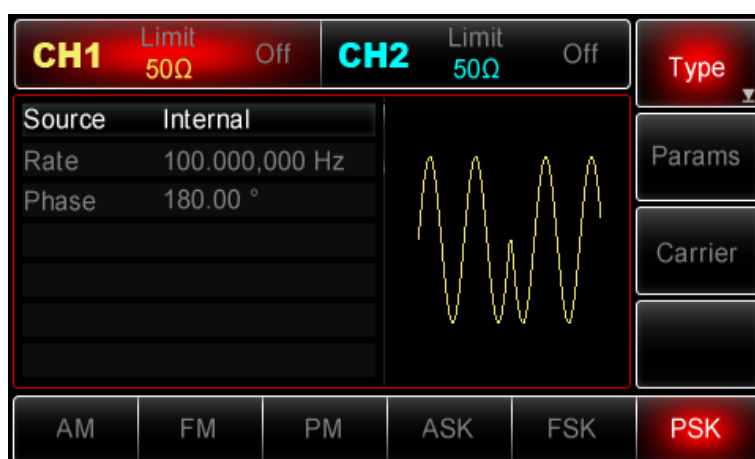 CH1 Limit 50Ω Off CH2 Limit 50Ω Off
Type
Source Internal
Rate 100.000,000 Hz
Phase 180.00 °
Params
Carrier
AM FM PM ASK FSK PSK